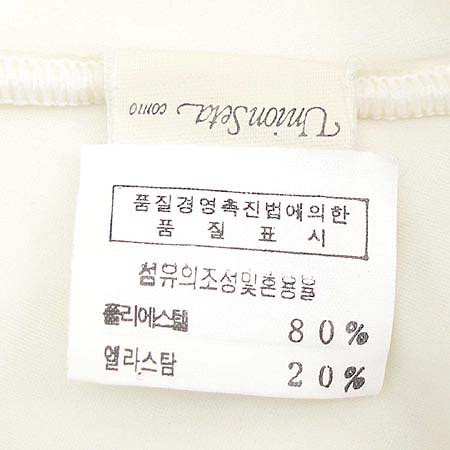 UnionSeta como
품질경영촉진법에의한
품 질 표 시
섬유의조성및혼용율
폴리에스텔 80%
엘라스탐 20%